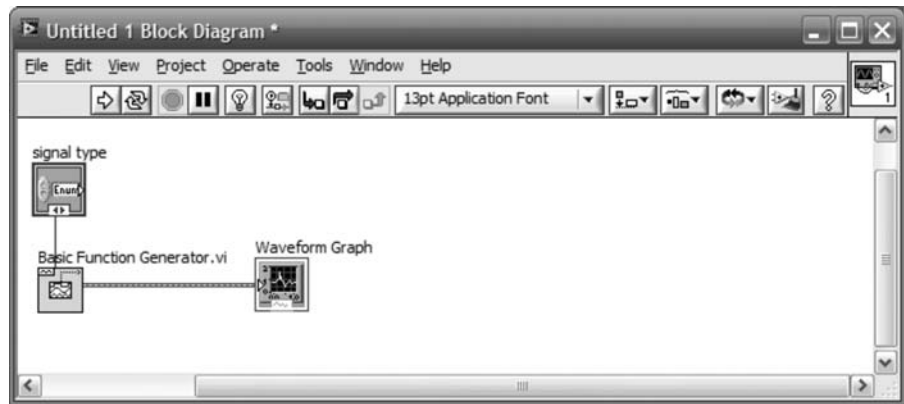 Untitled 1 Block Diagram *
File Edit View Project Operate Tools Window Help
13pt Application Font
1
signal type
Enum
Basic Function Generator.vi
Waveform Graph